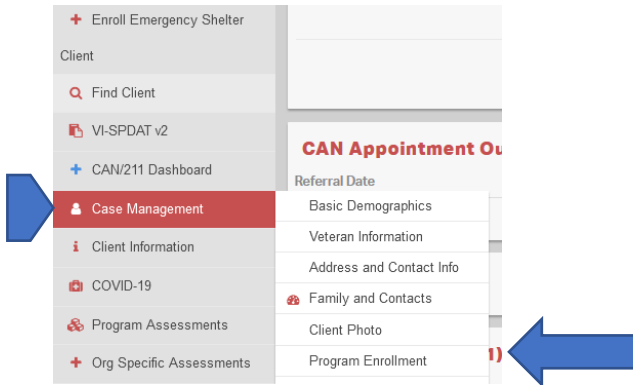 Enroll Emergency Shelter
Client
Find Client
VI-SPDAT v2
CAN/211 Dashboard
Case Management
Client Information
COVID-19
Program Assessments
Org Specific Assessments
CAN Appointment Ou
Referral Date
Basic Demographics
Veteran Information
Address and Contact Info
Family and Contacts
Client Photo
Program Enrollment
1)